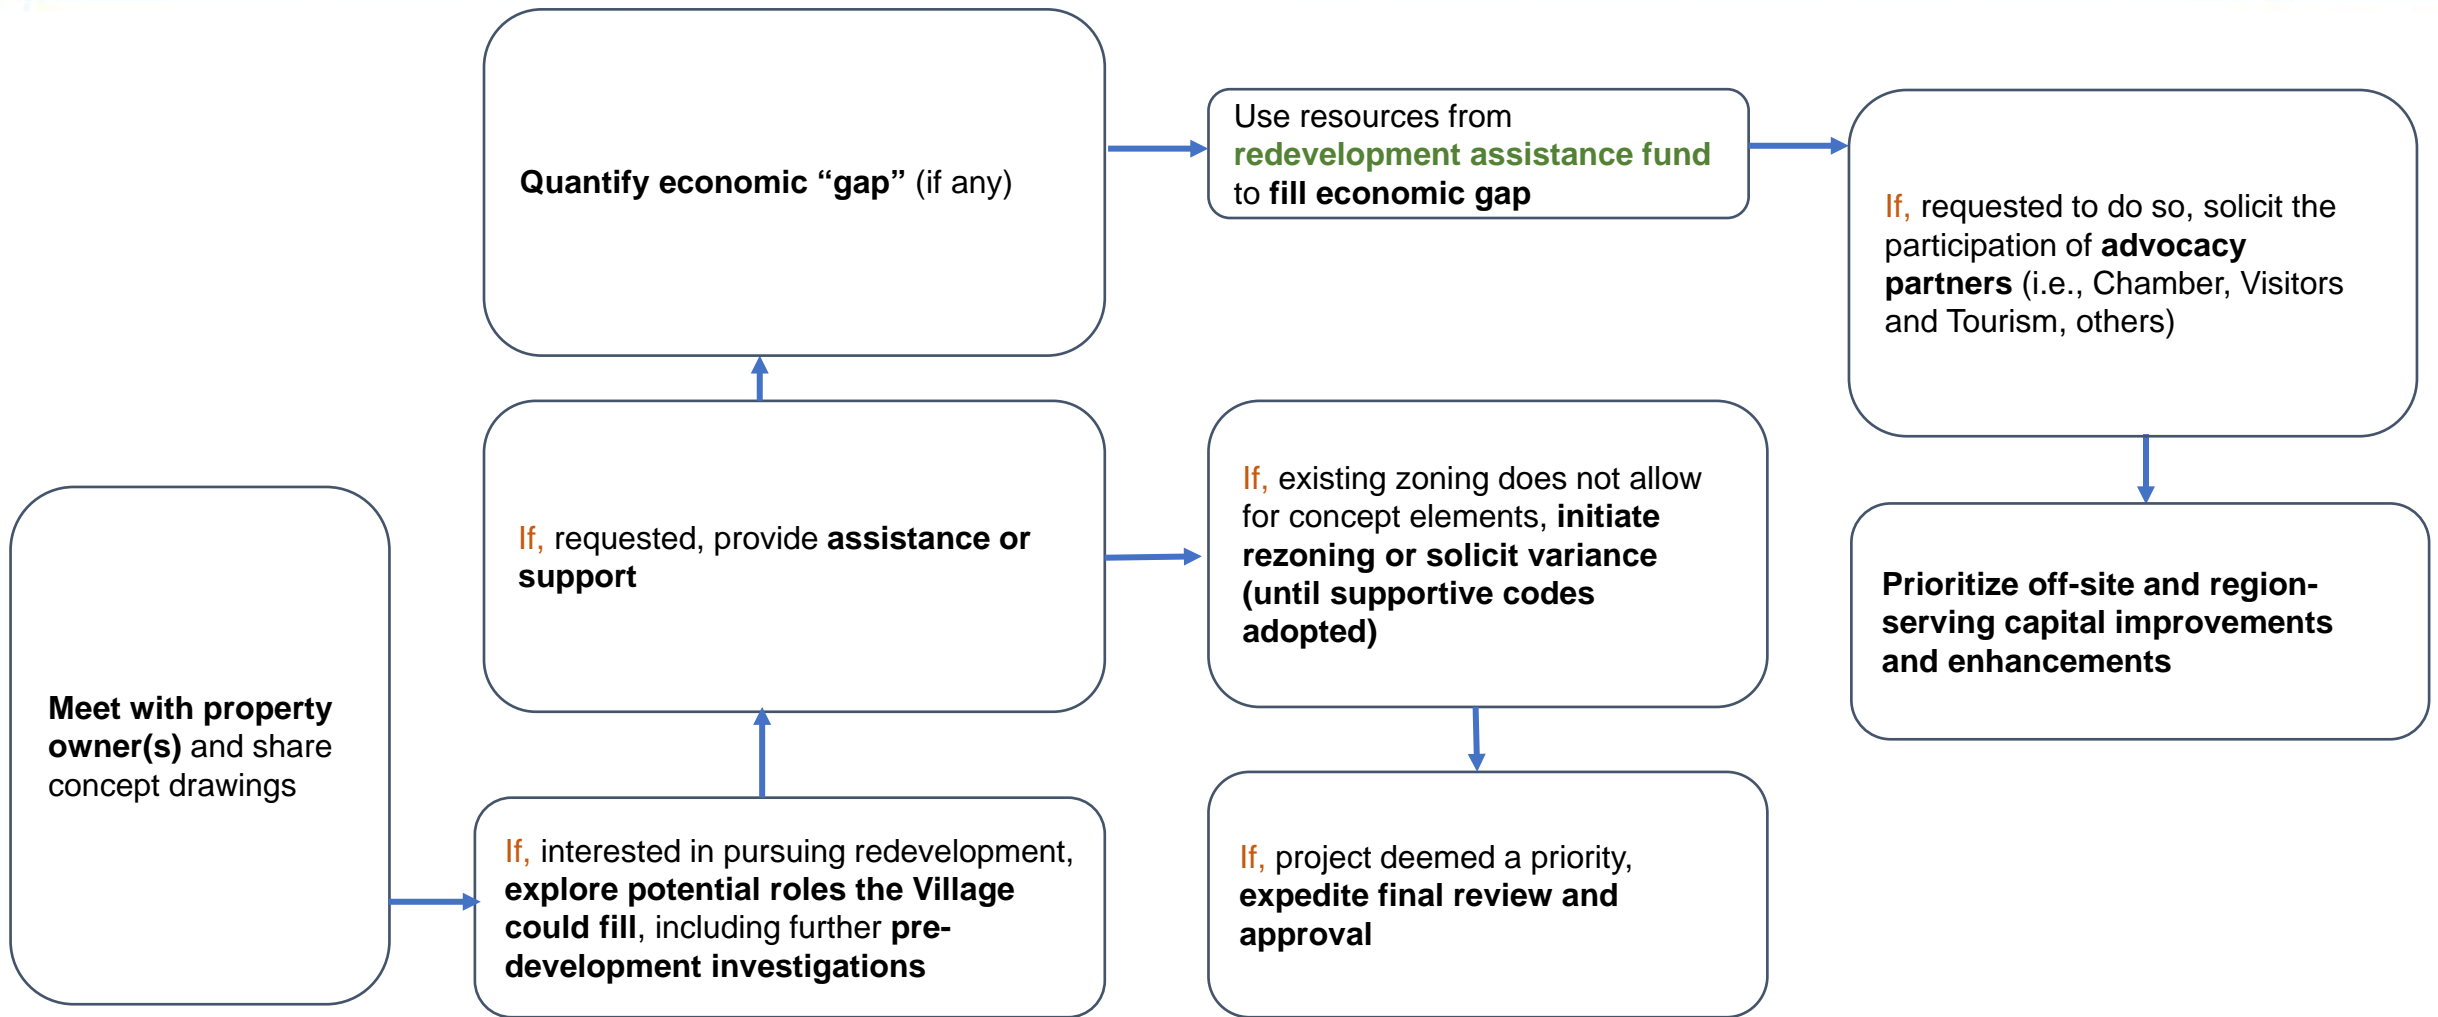 Meet with property
owner(s) and share
concept drawings
If, interested in pursuing redevelopment,
explore potential roles the Village
could fill, including further pre-
development investigations
If, requested, provide assistance or
support
Quantify economic “gap” (if any)
Use resources from
redevelopment assistance fund
to fill economic gap
If, existing zoning does not allow
for concept elements, initiate
rezoning or solicit variance
(until supportive codes
adopted)
If, project deemed a priority,
expedite final review and
approval
If, requested to do so, solicit the
participation of advocacy
partners (i.e., Chamber, Visitors
and Tourism, others)
Prioritize off-site and region-
serving capital improvements
and enhancements